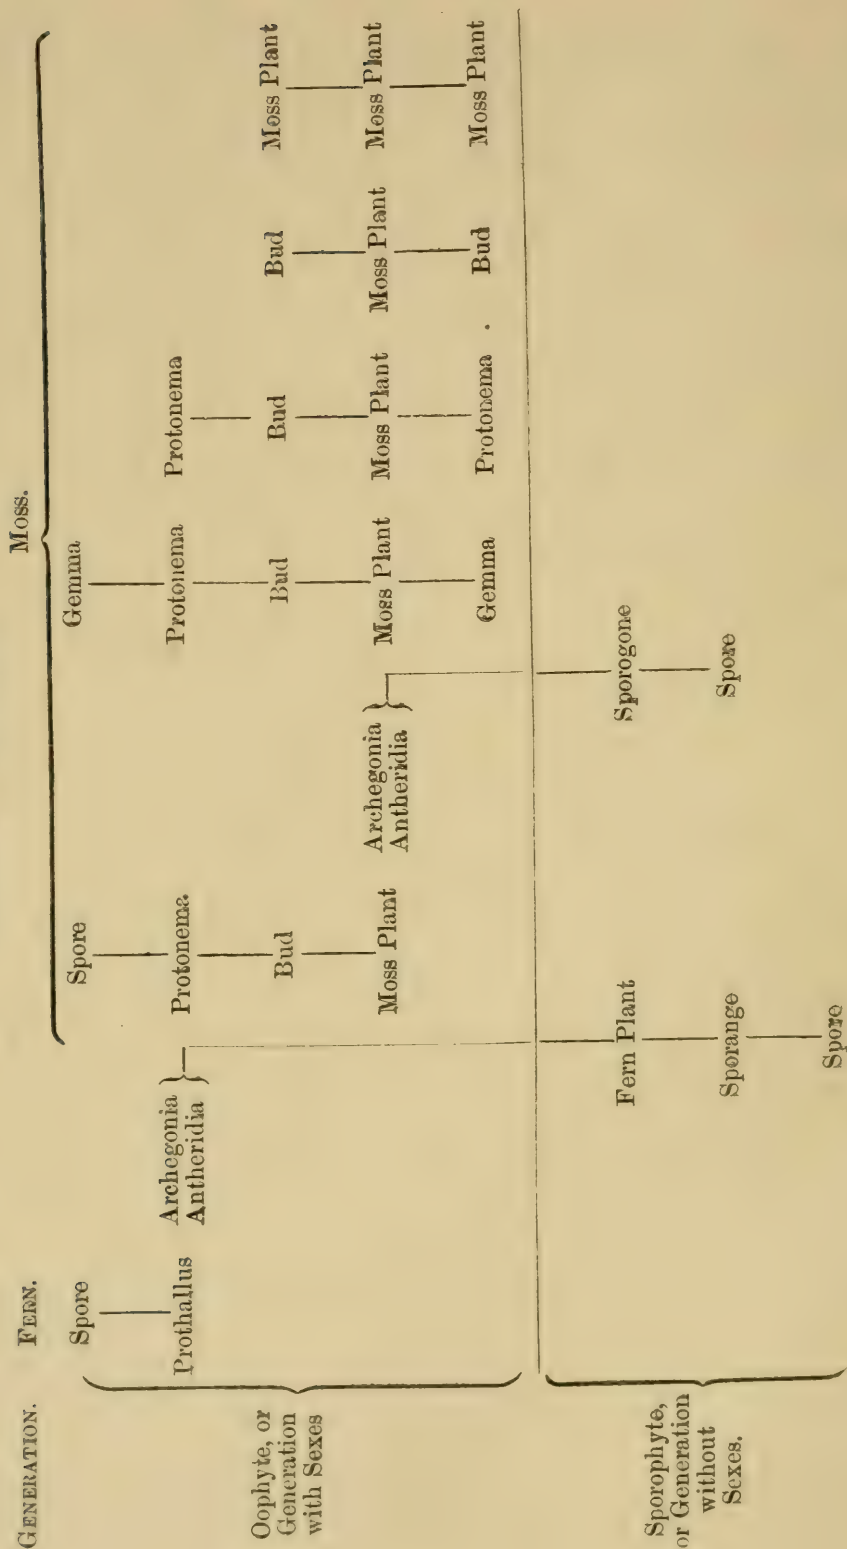 GENERATION. FERN. MOSS.
Spore Spore Gemma
Oophyte, or
Generation
with Sexes
Prothallus
Archegonia
Antheridia
Protonema Protonema Protonema
Bud Bud Bud Bud Moss Plant
Moss Plant
Archegonia
Antheridia
Moss Plant Moss Plant Moss Plant Moss Plant
Gemma Protonema . Bud Moss Plant
Sporophyte,
or Generation
without
Sexes.
Fern Plant Sporogone
Sporange Spore
Spore